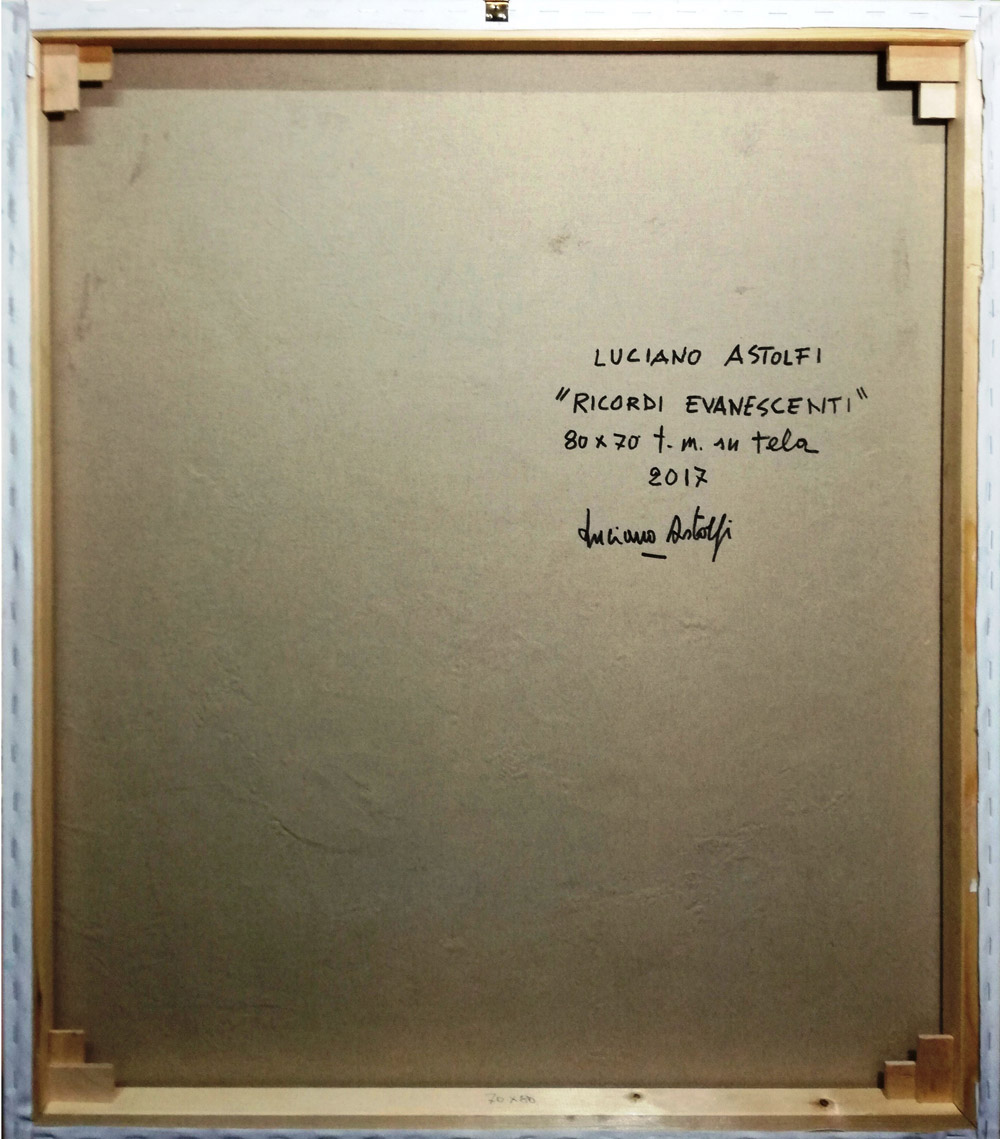 LUCIANO ASTOLFI
"RICORDI EVANESCENTI"
80 x 70 t. m. su tela
2017
Luciano Astolfi
70 x 80